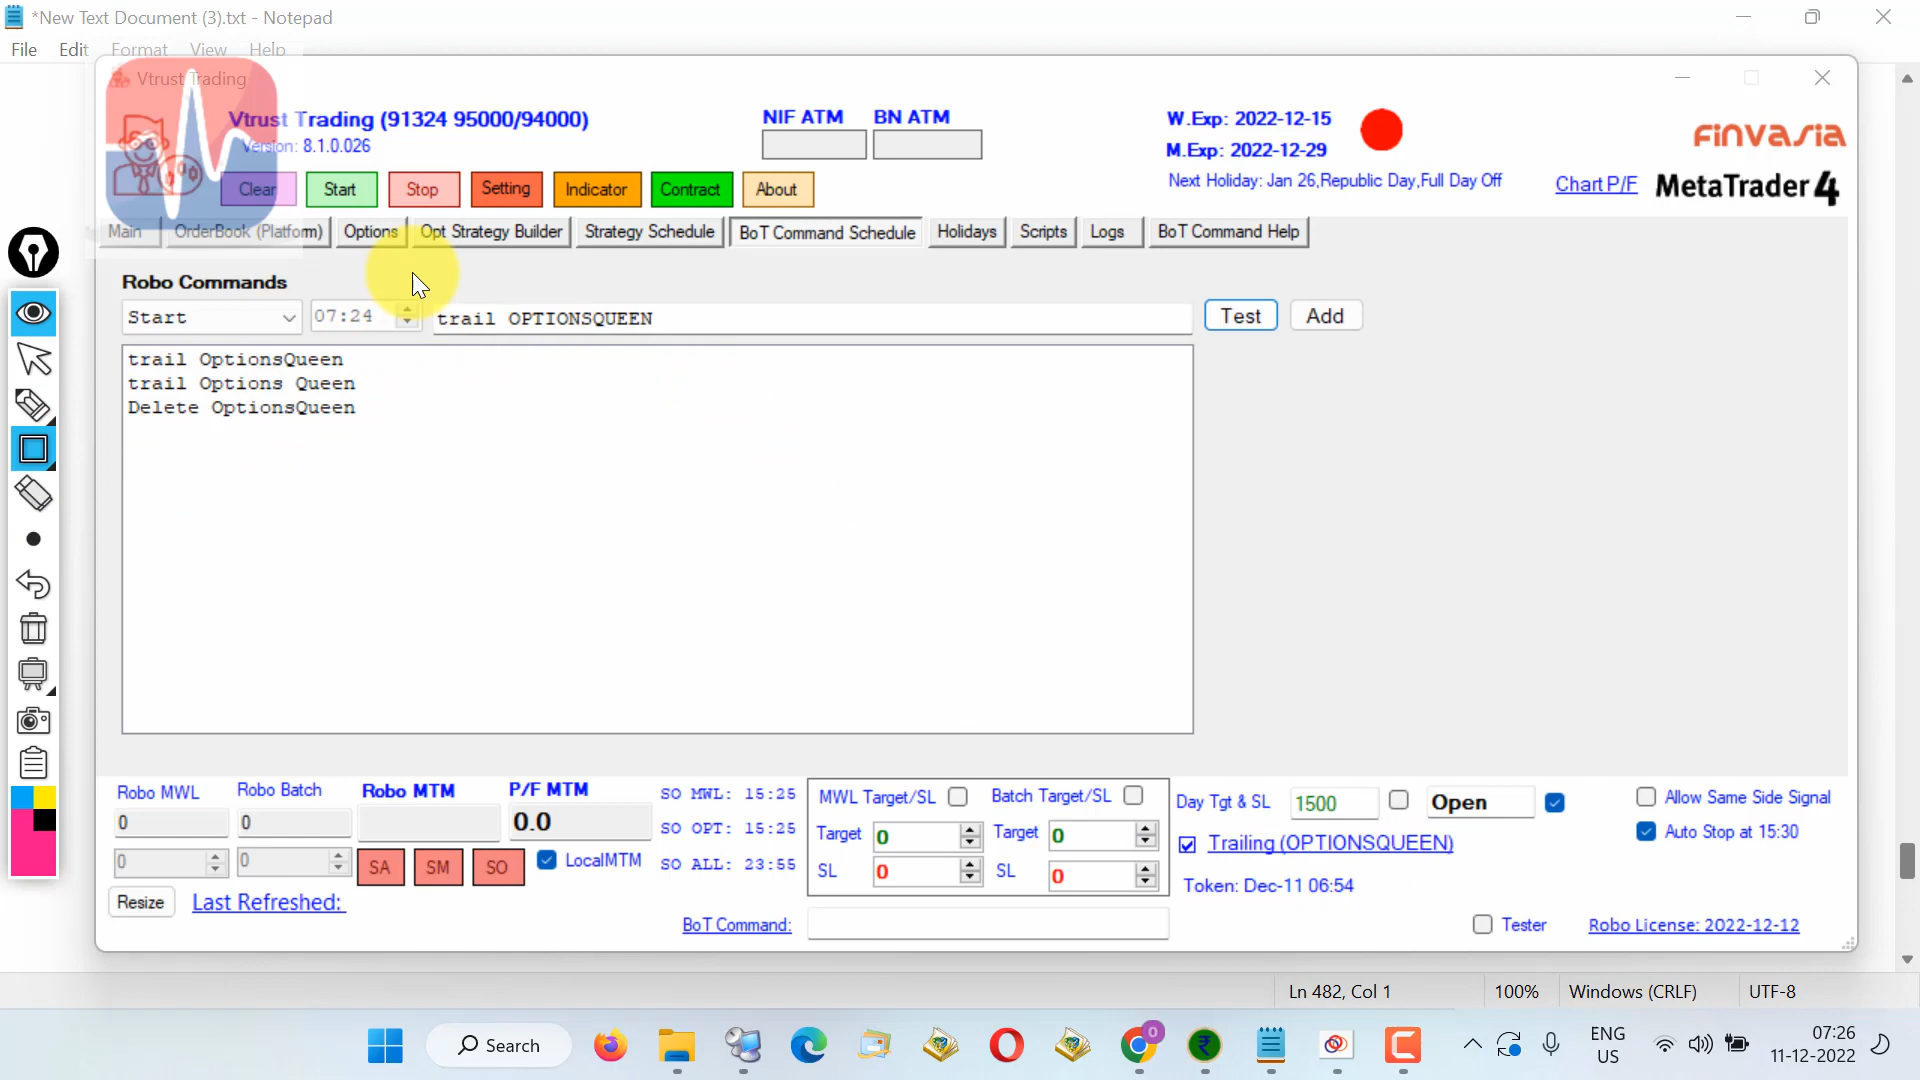 *New Text Document (3).txt - Notepad
File Edit Format View Help
Vtrust Trading
Vtrust Trading (91324 95000/94000)
Version: 8.1.0.026
NIF ATM BN ATM
W.Exp: 2022-12-15
M.Exp: 2022-12-29
Next Holiday: Jan 26,Republic Day,Full Day Off
FINVASIA
Chart P/F MetaTrader 4
Clear Start Stop Setting Indicator Contract About
Main OrderBook (Platform) Options Opt Strategy Builder Strategy Schedule BoT Command Schedule Holidays Scripts Logs BoT Command Help
Robo Commands
Start 07:24 trail OPTIONSQUEEN Test Add
trail OptionsQueen
trail Options Queen
Delete OptionsQueen
Robo MWL Robo Batch Robo MTM P/F MTM SO MWL: 15:25 MWL Target/SL Batch Target/SL Day Tgt & SL 1500 Open Allow Same Side Signal
0 0 0.0 SO OPT: 15:25 Target 0 Target 0 Trailing (OPTIONSQUEEN) Auto Stop at 15:30
0 0 SA SM SO LocalMTM SO ALL: 23:55 SL 0 SL 0 Token: Dec-11 06:54
Resize Last Refreshed: BoT Command: Tester Robo License: 2022-12-12
Ln 482, Col 1 100% Windows (CRLF) UTF-8
Search 0 ENG US 07:26
11-12-2022